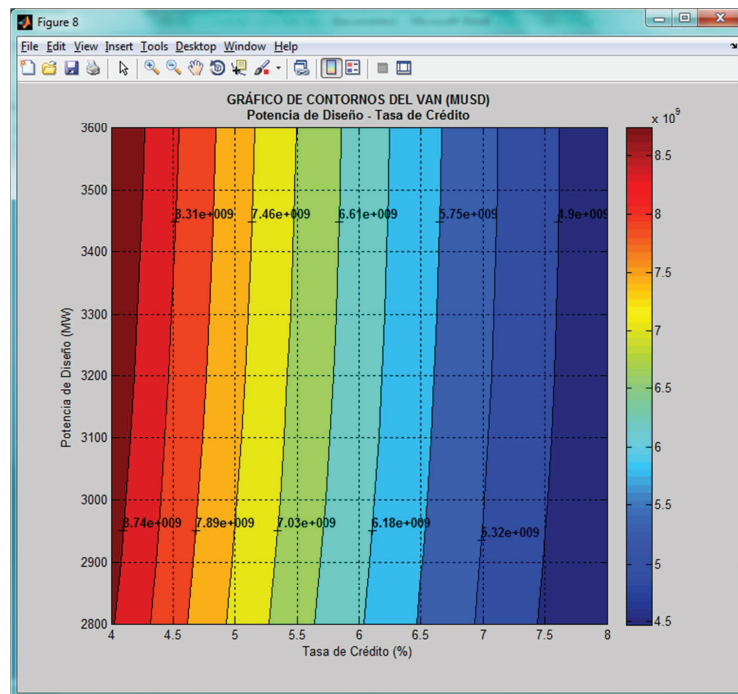 Figure 8
File Edit View Insert Tools Desktop Window Help
GRÁFICO DE CONTORNOS DEL VAN (MUSD)
Potencia de Diseño - Tasa de Crédito
x 10^9
3600
3500
3400
3300
3200
3100
3000
2900
2800
Potencia de Diseño (MW)
8.31e+009 7.46e+009 6.61e+009 5.75e+009 4.9e+009
8.74e+009 7.89e+009 7.03e+009 6.18e+009 5.32e+009
4 4.5 5 5.5 6 6.5 7 7.5 8
Tasa de Crédito (%)
8.5
8
7.5
7
6.5
6
5.5
5
4.5